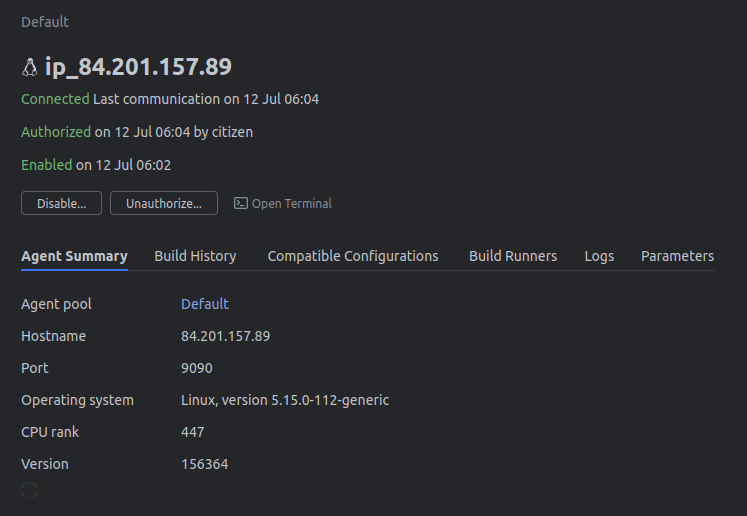 Default
ip_84.201.157.89
Connected Last communication on 12 Jul 06:04
Authorized on 12 Jul 06:04 by citizen
Enabled on 12 Jul 06:02
Disable... Unauthorize... Open Terminal
Agent Summary Build History Compatible Configurations Build Runners Logs Parameters
Agent pool Default
Hostname 84.201.157.89
Port 9090
Operating system Linux, version 5.15.0-112-generic
CPU rank 447
Version 156364